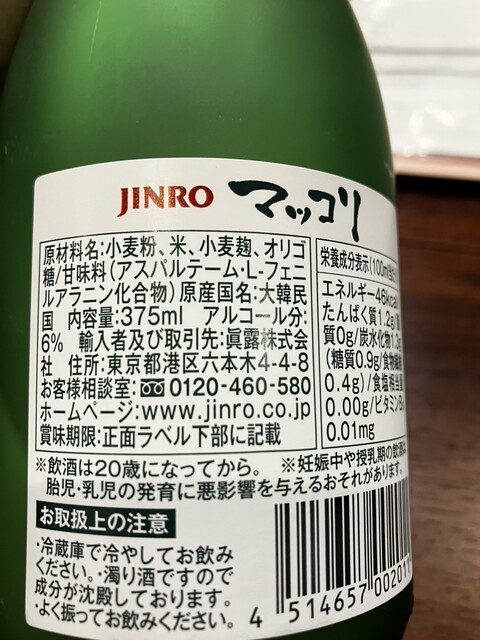 JINRO マッコリ
原材料名:小麦粉、米、小麦麹、オリゴ
糖/甘味料(アスパルテーム・L-フェニ
ルアラニン化合物) 原産国名:大韓民
国 内容量:375ml アルコール分:
6% 輸入者及び取引先:眞露株式会
社 住所:東京都港区六本木4-4-8
お客様相談室: 0120-460-580
ホームページ:www.jinro.co.jp
賞味期限:正面ラベル下部に記載
栄養成分表示(100ml
エネルギー46kcal
たんぱく質1.2g/
質0g/炭水化物1.3g
(糖質0.9g/食物繊維
0.4g)/食塩相当量
0.00g/ビタミンB
0.01mg
※飲酒は20歳になってから。 ※妊娠中や授乳期の飲酒
胎児・乳児の発育に悪影響を与えるおそれがあります。
お取扱上の注意
・冷蔵庫で冷やしてお飲み
ください。・濁り酒ですので
成分が沈殿しております。
・よく振ってお飲みください。
4 514657 00201